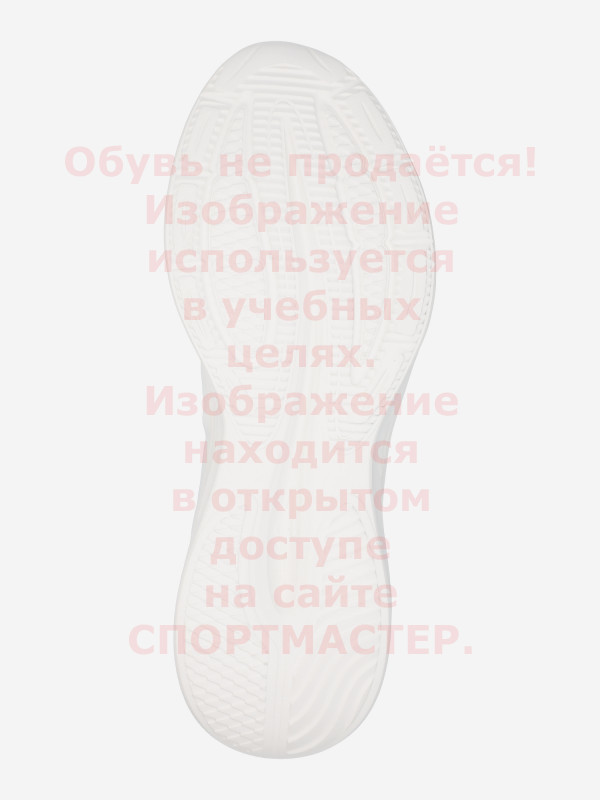 Обувь не продаётся!
Изображение
используется
в учебных
целях.
Изображение
находится
в открытом
доступе
на сайте
СПОРТМАСТЕР.